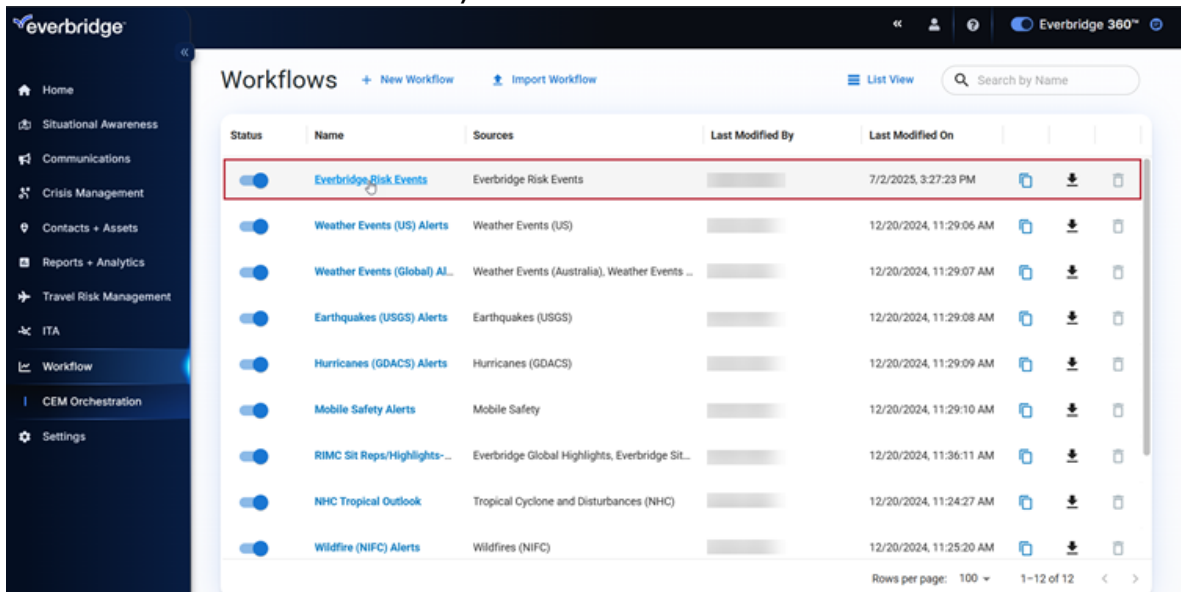 everbridge
Everbridge 360™
Home
Situational Awareness
Communications
Crisis Management
Contacts + Assets
Reports + Analytics
Travel Risk Management
ITA
Workflow
CEM Orchestration
Settings
Workflows + New Workflow Import Workflow List View Search by Name
Status Name Sources Last Modified By Last Modified On
Everbridge Risk Events Everbridge Risk Events 7/2/2025, 3:27:23 PM
Weather Events (US) Alerts Weather Events (US) 12/20/2024, 11:29:06 AM
Weather Events (Global) Al... Weather Events (Australia), Weather Events ... 12/20/2024, 11:29:07 AM
Earthquakes (USGS) Alerts Earthquakes (USGS) 12/20/2024, 11:29:08 AM
Hurricanes (GDACS) Alerts Hurricanes (GDACS) 12/20/2024, 11:29:09 AM
Mobile Safety Alerts Mobile Safety 12/20/2024, 11:29:10 AM
RIMC Sit Reps/Highlights-... Everbridge Global Highlights, Everbridge Sit... 12/20/2024, 11:36:11 AM
NHC Tropical Outlook Tropical Cyclone and Disturbances (NHC) 12/20/2024, 11:24:27 AM
Wildfire (NIFC) Alerts Wildfires (NIFC) 12/20/2024, 11:25:20 AM
Rows per page: 100 1–12 of 12